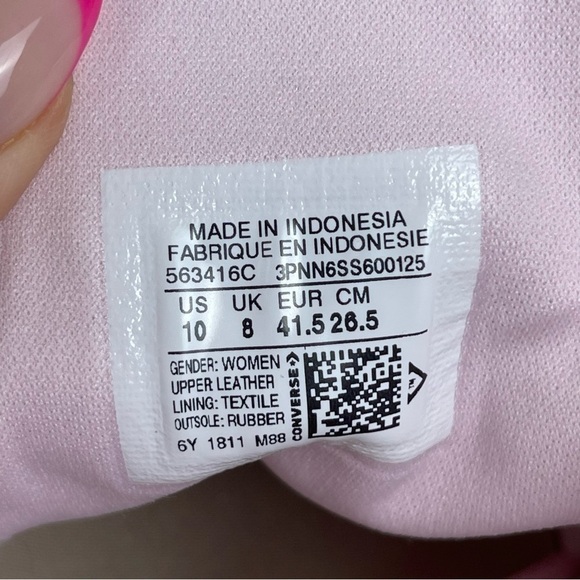 MADE IN INDONESIA
FABRIQUE EN INDONESIE
563416C 3PNN6SS600125
US UK EUR CM
10 8 41.5 26.5
GENDER: WOMEN
UPPER LEATHER
LINING: TEXTILE
OUTSOLE: RUBBER
6Y 1811 M88
CONVERSE
TM